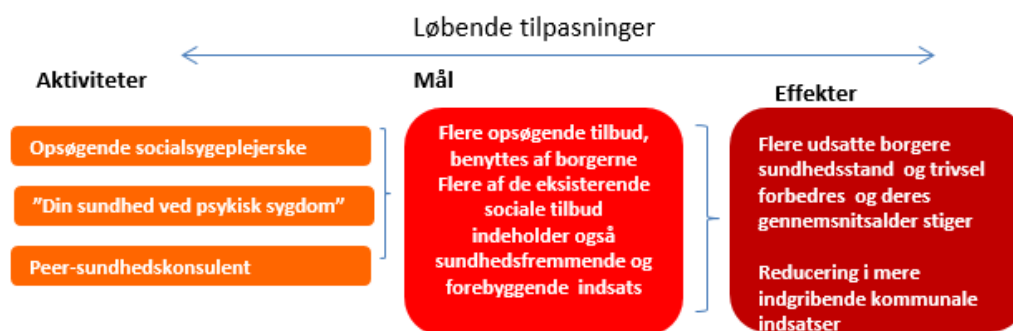 Løbende tilpasninger
Aktiviteter
Opsøgende socialsygeplejerske
”Din sundhed ved psykisk sygdom”
Peer-sundhedskonsulent
Mål
Flere opsøgende tilbud,
benyttes af borgerne
Flere af de eksisterende
sociale tilbud
indeholder også
sundhedsfremmende og
forebyggende indsats
Effekter
Flere udsatte borgere
sundhedsstand og trivsel
forbedres og deres
gennemsnitsalder stiger
Reducering i mere
indgribende kommunale
indsatser